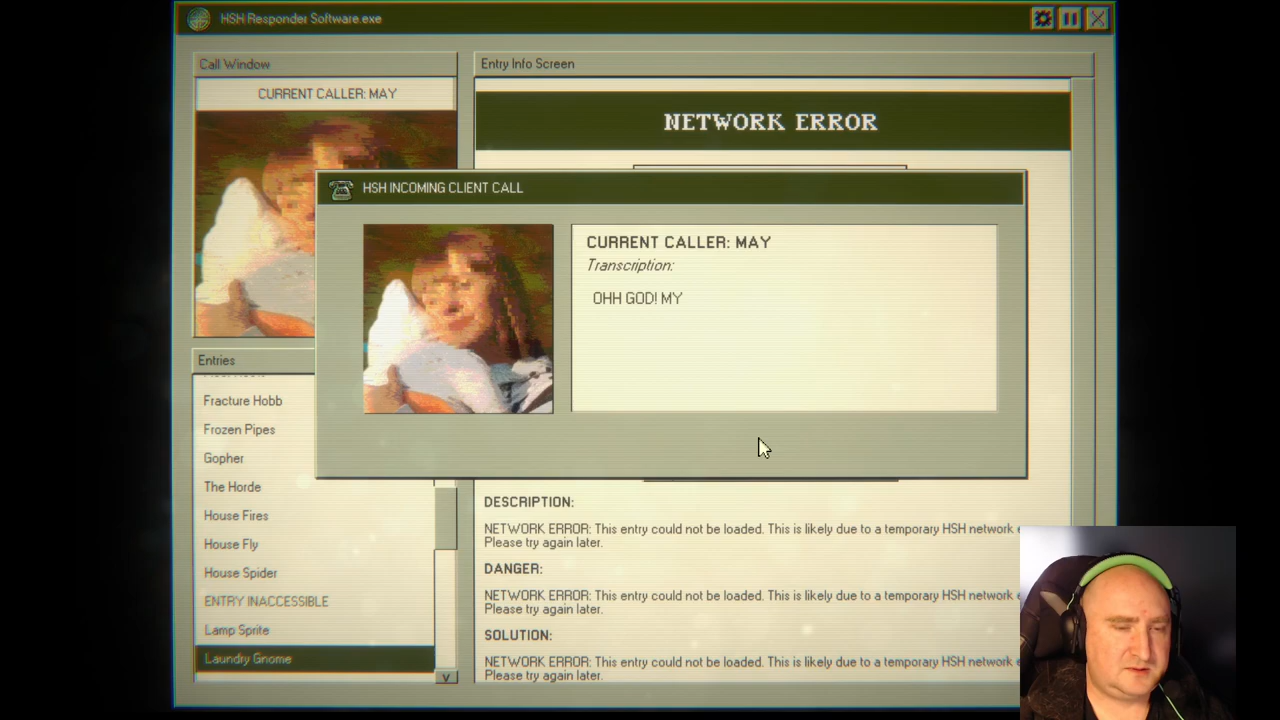 HSH Responder Software.exe
Call Window
CURRENT CALLER: MAY
Entry Info Screen
NETWORK ERROR
HSH INCOMING CLIENT CALL
CURRENT CALLER: MAY
Transcription:
OHH GOD! MY
Entries
Fracture Hobb
Frozen Pipes
Gopher
The Horde
House Fires
House Fly
House Spider
ENTRY INACCESSIBLE
Lamp Sprite
Laundry Gnome
DESCRIPTION:
NETWORK ERROR: This entry could not be loaded. This is likely due to a temporary HSH network
Please try again later.
DANGER:
NETWORK ERROR: This entry could not be loaded. This is likely due to a temporary HSH network
Please try again later.
SOLUTION:
NETWORK ERROR: This entry could not be loaded. This is likely due to a temporary HSH network
Please try again later.